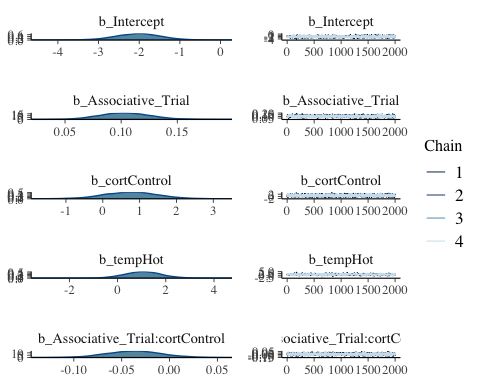 b_Intercept
b_Intercept
-4 -3 -2 -1 0
0 500 1000 1500 2000
b_Associative_Trial
b_Associative_Trial
0.05 0.10 0.15
0 500 1000 1500 2000
Chain
1
2
3
4
b_cortControl
b_cortControl
-1 0 1 2 3
0 500 1000 1500 2000
b_tempHot
b_tempHot
-2 0 2 4
0 500 1000 1500 2000
b_Associative_Trial:cortControl
ociative_Trial:cortC
-0.10 -0.05 0.00 0.05
0 500 1000 1500 2000